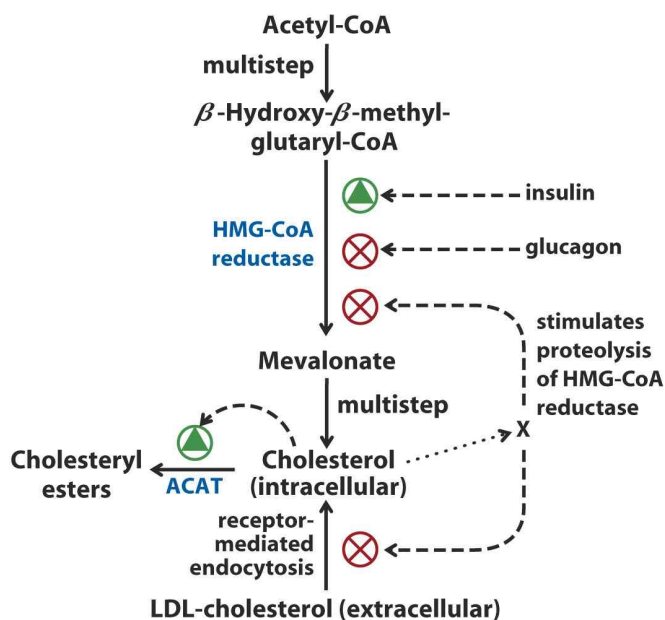 Acetyl-CoA
multistep
β-Hydroxy-β-methyl-
glutaryl-CoA
insulin
HMG-CoA
reductase
glucagon
stimulates
proteolysis
of HMG-CoA
reductase
Mevalonate
multistep
X
Cholesteryl
esters
ACAT
Cholesterol
(intracellular)
receptor-
mediated
endocytosis
LDL-cholesterol (extracellular)